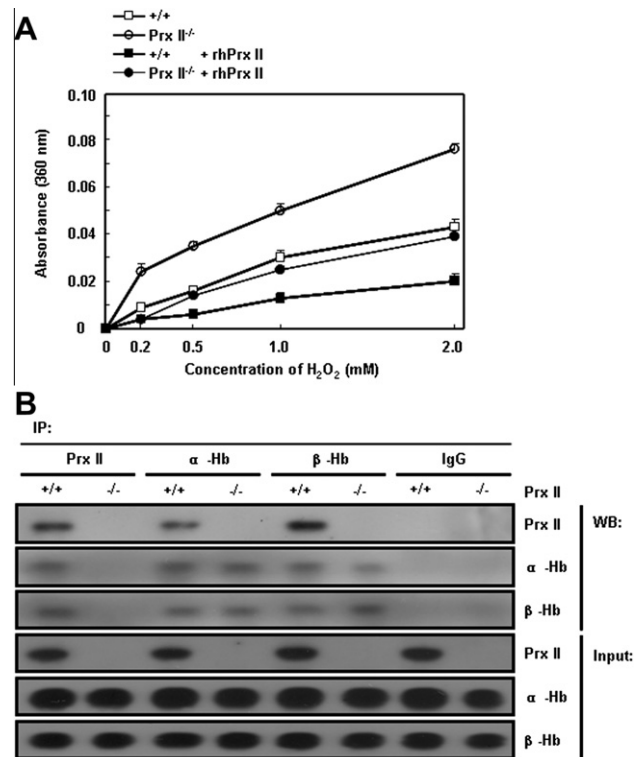 A
+/+
Prx II-/-
+/+ + rhPrx II
Prx II-/- + rhPrx II
0.10
0.08
0.06
0.04
0.02
0
Absorbance (360 nm)
0 0.2 0.5 1.0 2.0
Concentration of H2O2 (mM)
B
IP:
Prx II α -Hb β -Hb IgG
+/+ -/- +/+ -/- +/+ -/- +/+ -/- Prx II
Prx II
WB:
α -Hb
β -Hb
Prx II
Input:
α -Hb
β -Hb